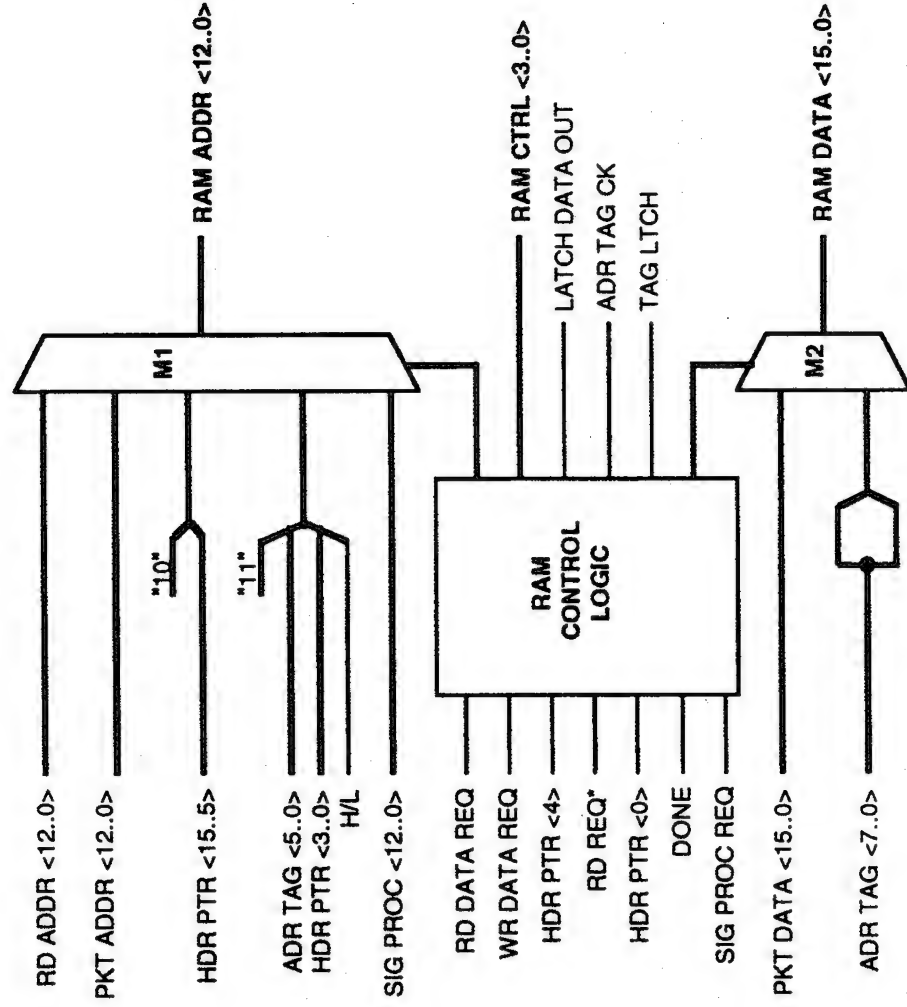 RD ADDR <12..0>
PKT ADDR <12..0>
"10"
HDR PTR <15..5>
"11"
ADR TAG <5..0>
HDR PTR <3..0>
H/L
SIG PROC <12..0>
M1
RAM ADDR <12..0>
RD DATA REQ
WR DATA REQ
HDR PTR <4>
RD REQ*
HDR PTR <0>
DONE
SIG PROC REQ
RAM
CONTROL
LOGIC
RAM CTRL <3..0>
LATCH DATA OUT
ADR TAG CK
TAG LTCH
PKT DATA <15..0>
ADR TAG <7..0>
M2
RAM DATA <15..0>